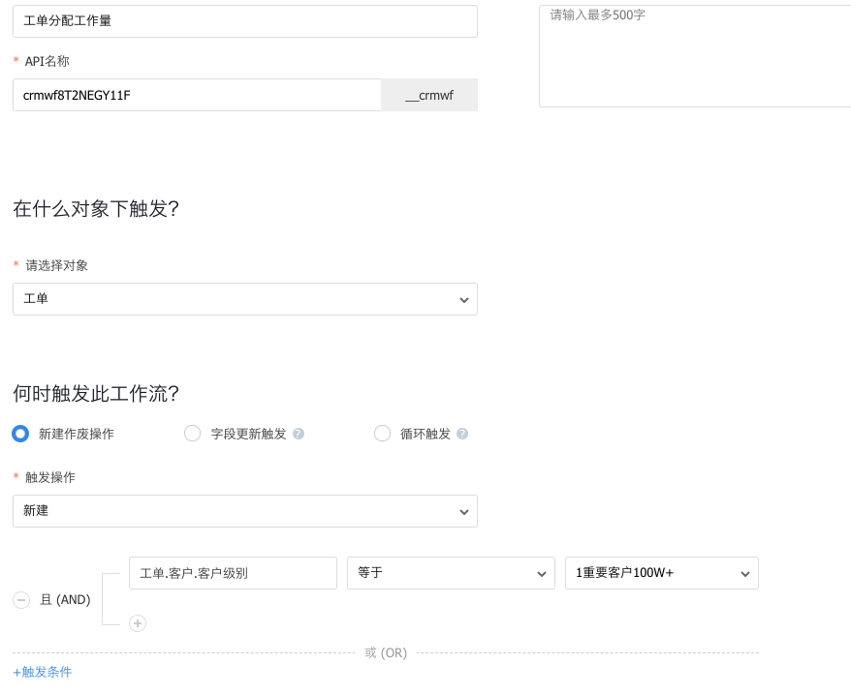 工单分配工作量
请输入最多500字
* API名称
crmwf8T2NEGY11F
__crmwf
在什么对象下触发?
* 请选择对象
工单
何时触发此工作流?
新建作废操作 字段更新触发 ? 循环触发 ?
* 触发操作
新建
工单.客户.客户级别 等于 1重要客户100W+
且 (AND)
或 (OR)
+触发条件